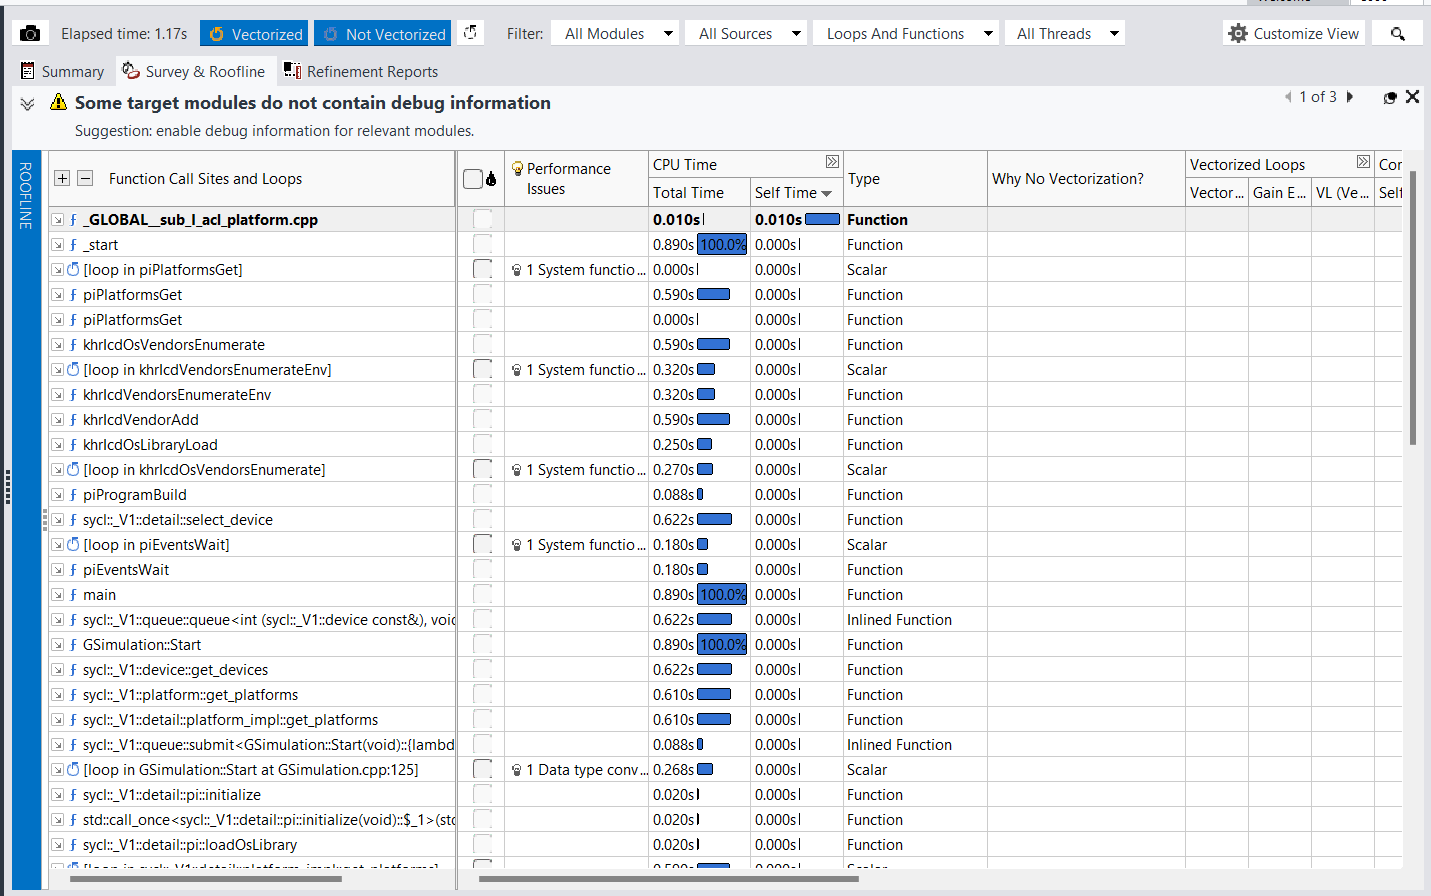 Elapsed time: 1.17s Vectorized Not Vectorized Filter: All Modules All Sources Loops And Functions All Threads Customize View
Summary Survey & Roofline Refinement Reports
Some target modules do not contain debug information 1 of 3
Suggestion: enable debug information for relevant modules.
ROOFLINE
Function Call Sites and Loops Performance Issues CPU Time Type Why No Vectorization? Vectorized Loops
Total Time Self Time Vector... Gain E... VL (Ve... Self
_GLOBAL__sub_I_acl_platform.cpp 0.010s 0.010s Function
_start 0.890s 100.0% 0.000s Function
[loop in piPlatformsGet] 1 System functio... 0.000s 0.000s Scalar
piPlatformsGet 0.590s 0.000s Function
piPlatformsGet 0.000s 0.000s Function
khrIcdOsVendorsEnumerate 0.590s 0.000s Function
[loop in khrIcdVendorsEnumerateEnv] 1 System functio... 0.320s 0.000s Scalar
khrIcdVendorsEnumerateEnv 0.320s 0.000s Function
khrIcdVendorAdd 0.590s 0.000s Function
khrIcdOsLibraryLoad 0.250s 0.000s Function
[loop in khrIcdOsVendorsEnumerate] 1 System functio... 0.270s 0.000s Scalar
piProgramBuild 0.088s 0.000s Function
sycl::_V1::detail::select_device 0.622s 0.000s Function
[loop in piEventsWait] 1 System functio... 0.180s 0.000s Scalar
piEventsWait 0.180s 0.000s Function
main 0.890s 100.0% 0.000s Function
sycl::_V1::queue::queue<int (sycl::_V1::device const&), voic 0.622s 0.000s Inlined Function
GSimulation::Start 0.890s 100.0% 0.000s Function
sycl::_V1::device::get_devices 0.622s 0.000s Function
sycl::_V1::platform::get_platforms 0.610s 0.000s Function
sycl::_V1::detail::platform_impl::get_platforms 0.610s 0.000s Function
sycl::_V1::queue::submit<GSimulation::Start(void)::{lambd 0.088s 0.000s Inlined Function
[loop in GSimulation::Start at GSimulation.cpp:125] 1 Data type conv... 0.268s 0.000s Scalar
sycl::_V1::detail::pi::initialize 0.020s 0.000s Function
std::call_once<sycl::_V1::detail::pi::initialize(void)::$_1>(stc 0.020s 0.000s Function
sycl::_V1::detail::pi::loadOsLibrary 0.020s 0.000s Function